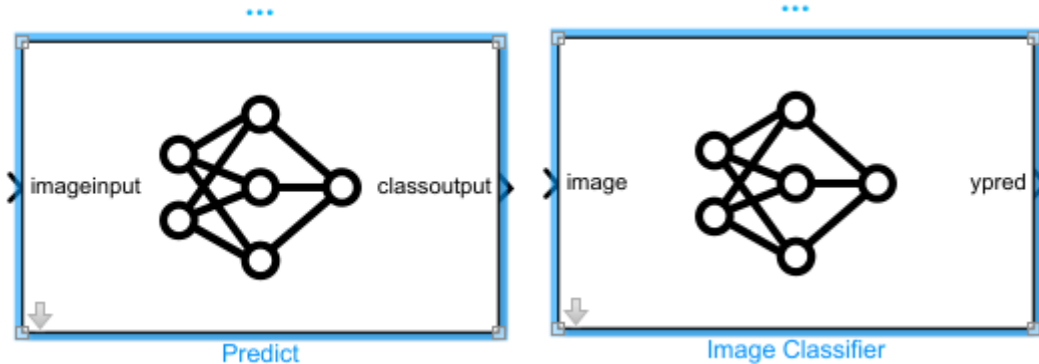 imageinput
classoutput
Predict
image
ypred
Image Classifier